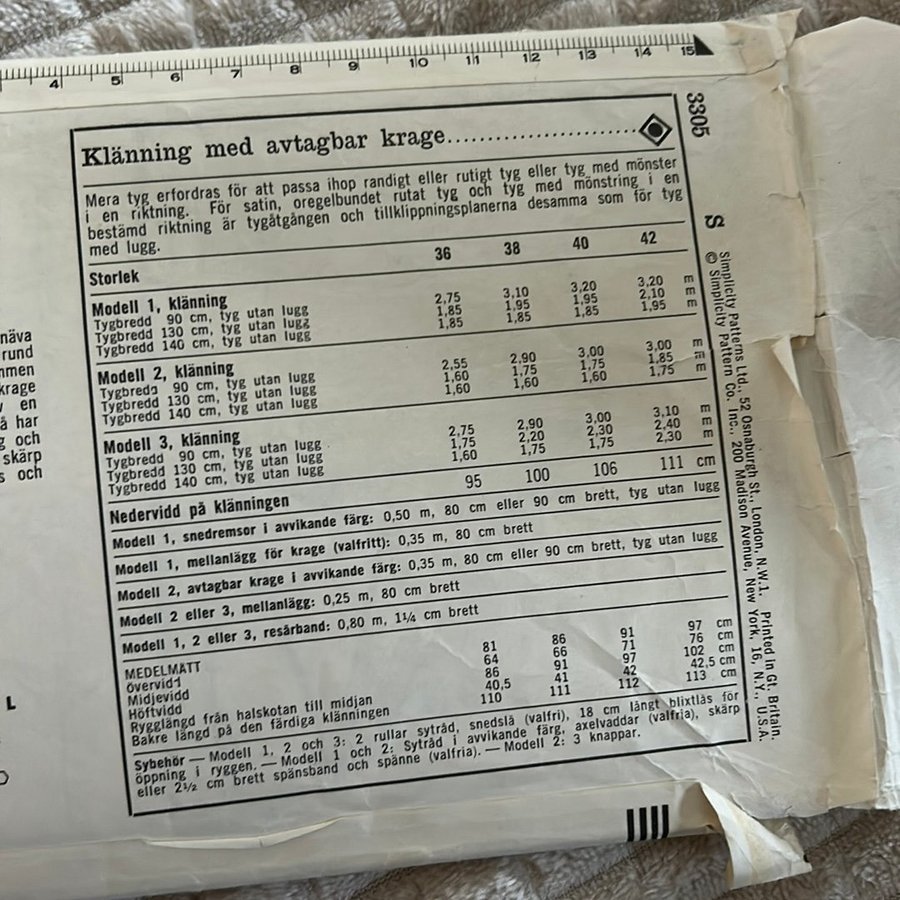 4 5 6 7 8 9 10 11 12 13 14 15
Klänning med avtagbar krage
Mera tyg erfordras för att passa ihop randigt eller rutigt tyg eller tyg med mönster
i en riktning. För satin, oregelbundet rutat tyg och tyg med mönstring i en
bestämd riktning är tygåtgången och tillklippningsplanerna desamma som för tyg
med lugg.
Storlek 36 38 40 42
Modell 1, klänning
Tygbredd 90 cm, tyg utan lugg 2,75 3,10 3,20 3,20 m
Tygbredd 130 cm, tyg utan lugg 1,85 1,95 1,95 2,10 m
Tygbredd 140 cm, tyg utan lugg 1,85 1,85 1,85 1,95 m
Modell 2, klänning
Tygbredd 90 cm, tyg utan lugg 2,55 2,90 3,00 3,00 m
Tygbredd 130 cm, tyg utan lugg 1,60 1,75 1,75 1,85 m
Tygbredd 140 cm, tyg utan lugg 1,60 1,60 1,60 1,75 m
Modell 3, klänning
Tygbredd 90 cm, tyg utan lugg 2,75 2,90 3,00 3,10 m
Tygbredd 130 cm, tyg utan lugg 1,75 2,20 2,30 2,40 m
Tygbredd 140 cm, tyg utan lugg 1,60 1,75 1,75 2,30 m
Nedervidd på klänningen 95 100 106 111 cm
Modell 1, snedremsor i avvikande färg: 0,50 m, 80 cm eller 90 cm brett, tyg utan lugg
Modell 1, mellanlägg för krage (valfritt): 0,35 m, 80 cm brett
Modell 2, avtagbar krage i avvikande färg: 0,35 m, 80 cm eller 90 cm brett, tyg utan lugg
Modell 2 eller 3, mellanlägg: 0,25 m, 80 cm brett
Modell 1, 2 eller 3, resårband: 0,80 m, 1¼ cm brett
MEDELMÅTT
Övervidd 81 86 91 97 cm
Midjevidd 64 66 71 76 cm
Höftvidd 86 91 97 102 cm
Rygglängd från halskotan till midjan 40,5 41 42 42,5 cm
Bakre längd på den färdiga klänningen 110 111 112 113 cm
Sybehör — Modell 1, 2 och 3: 2 rullar sytråd, snedslå (valfri), 18 cm långt blixtlås för
öppning i ryggen. — Modell 1 och 2: Sytråd i avvikande färg, axelvaddar (valfria), skärp
eller 2½ cm brett spänsband och spänne (valfria). — Modell 2: 3 knappar.
3305 S
Simplicity Patterns Ltd., 52 Osnaburgh St., London, N.W.1. Printed in Gt. Britain.
© Simplicity Pattern Co. Inc., 200 Madison Avenue, New York, 16, N.Y., U.S.A.
näva
rund
mmen
krage
en
å har
och
skärp
s och
L